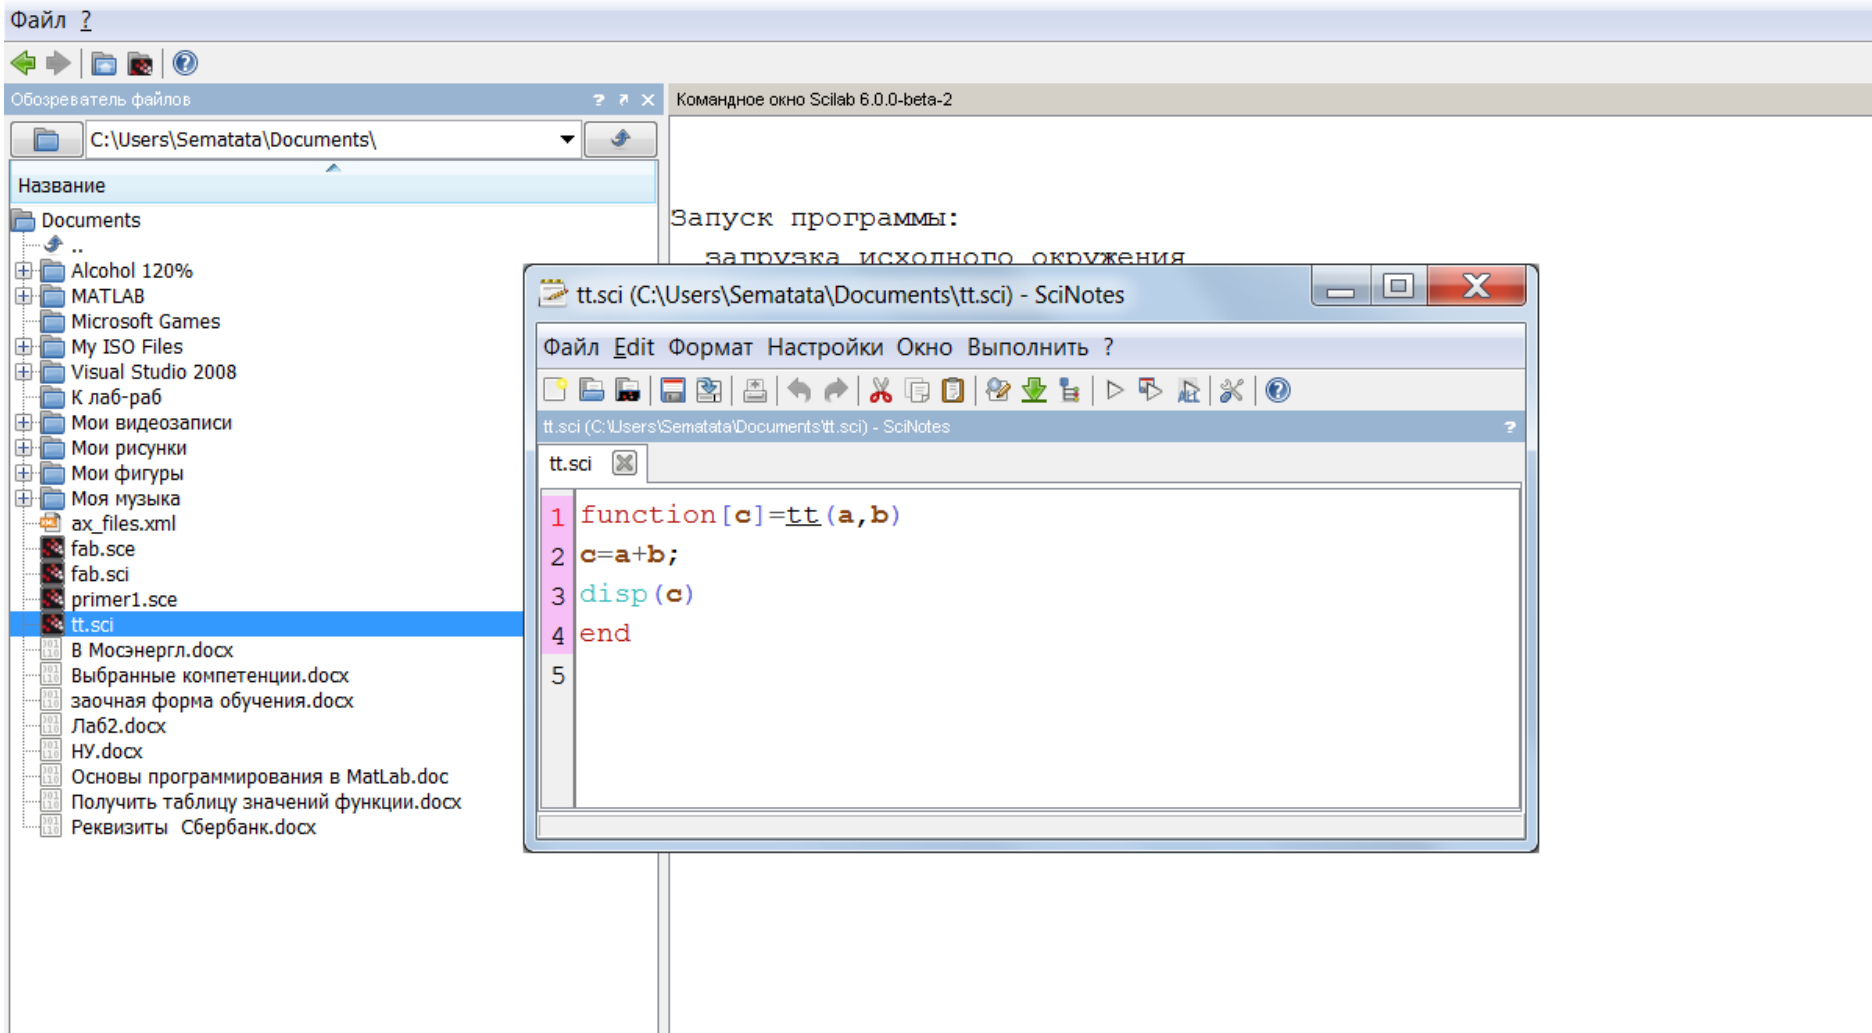 Файл ?
Обозреватель файлов
C:\Users\Sematata\Documents\
Название
Documents
..
Alcohol 120%
MATLAB
Microsoft Games
My ISO Files
Visual Studio 2008
К лаб-раб
Мои видеозаписи
Мои рисунки
Мои фигуры
Моя музыка
ax_files.xml
fab.sce
fab.sci
primer1.sce
tt.sci
В Мосэнергл.docx
Выбранные компетенции.docx
заочная форма обучения.docx
Лаб2.docx
НУ.docx
Основы программирования в MatLab.doc
Получить таблицу значений функции.docx
Реквизиты Сбербанк.docx
Командное окно Scilab 6.0.0-beta-2
Запуск программы:
загрузка исходного окружения
tt.sci (C:\Users\Sematata\Documents\tt.sci) - SciNotes
Файл Edit Формат Настройки Окно Выполнить ?
tt.sci (C:\Users\Sematata\Documents\tt.sci) - SciNotes
tt.sci
1 function[c]=tt(a,b)
2 c=a+b;
3 disp(c)
4 end
5